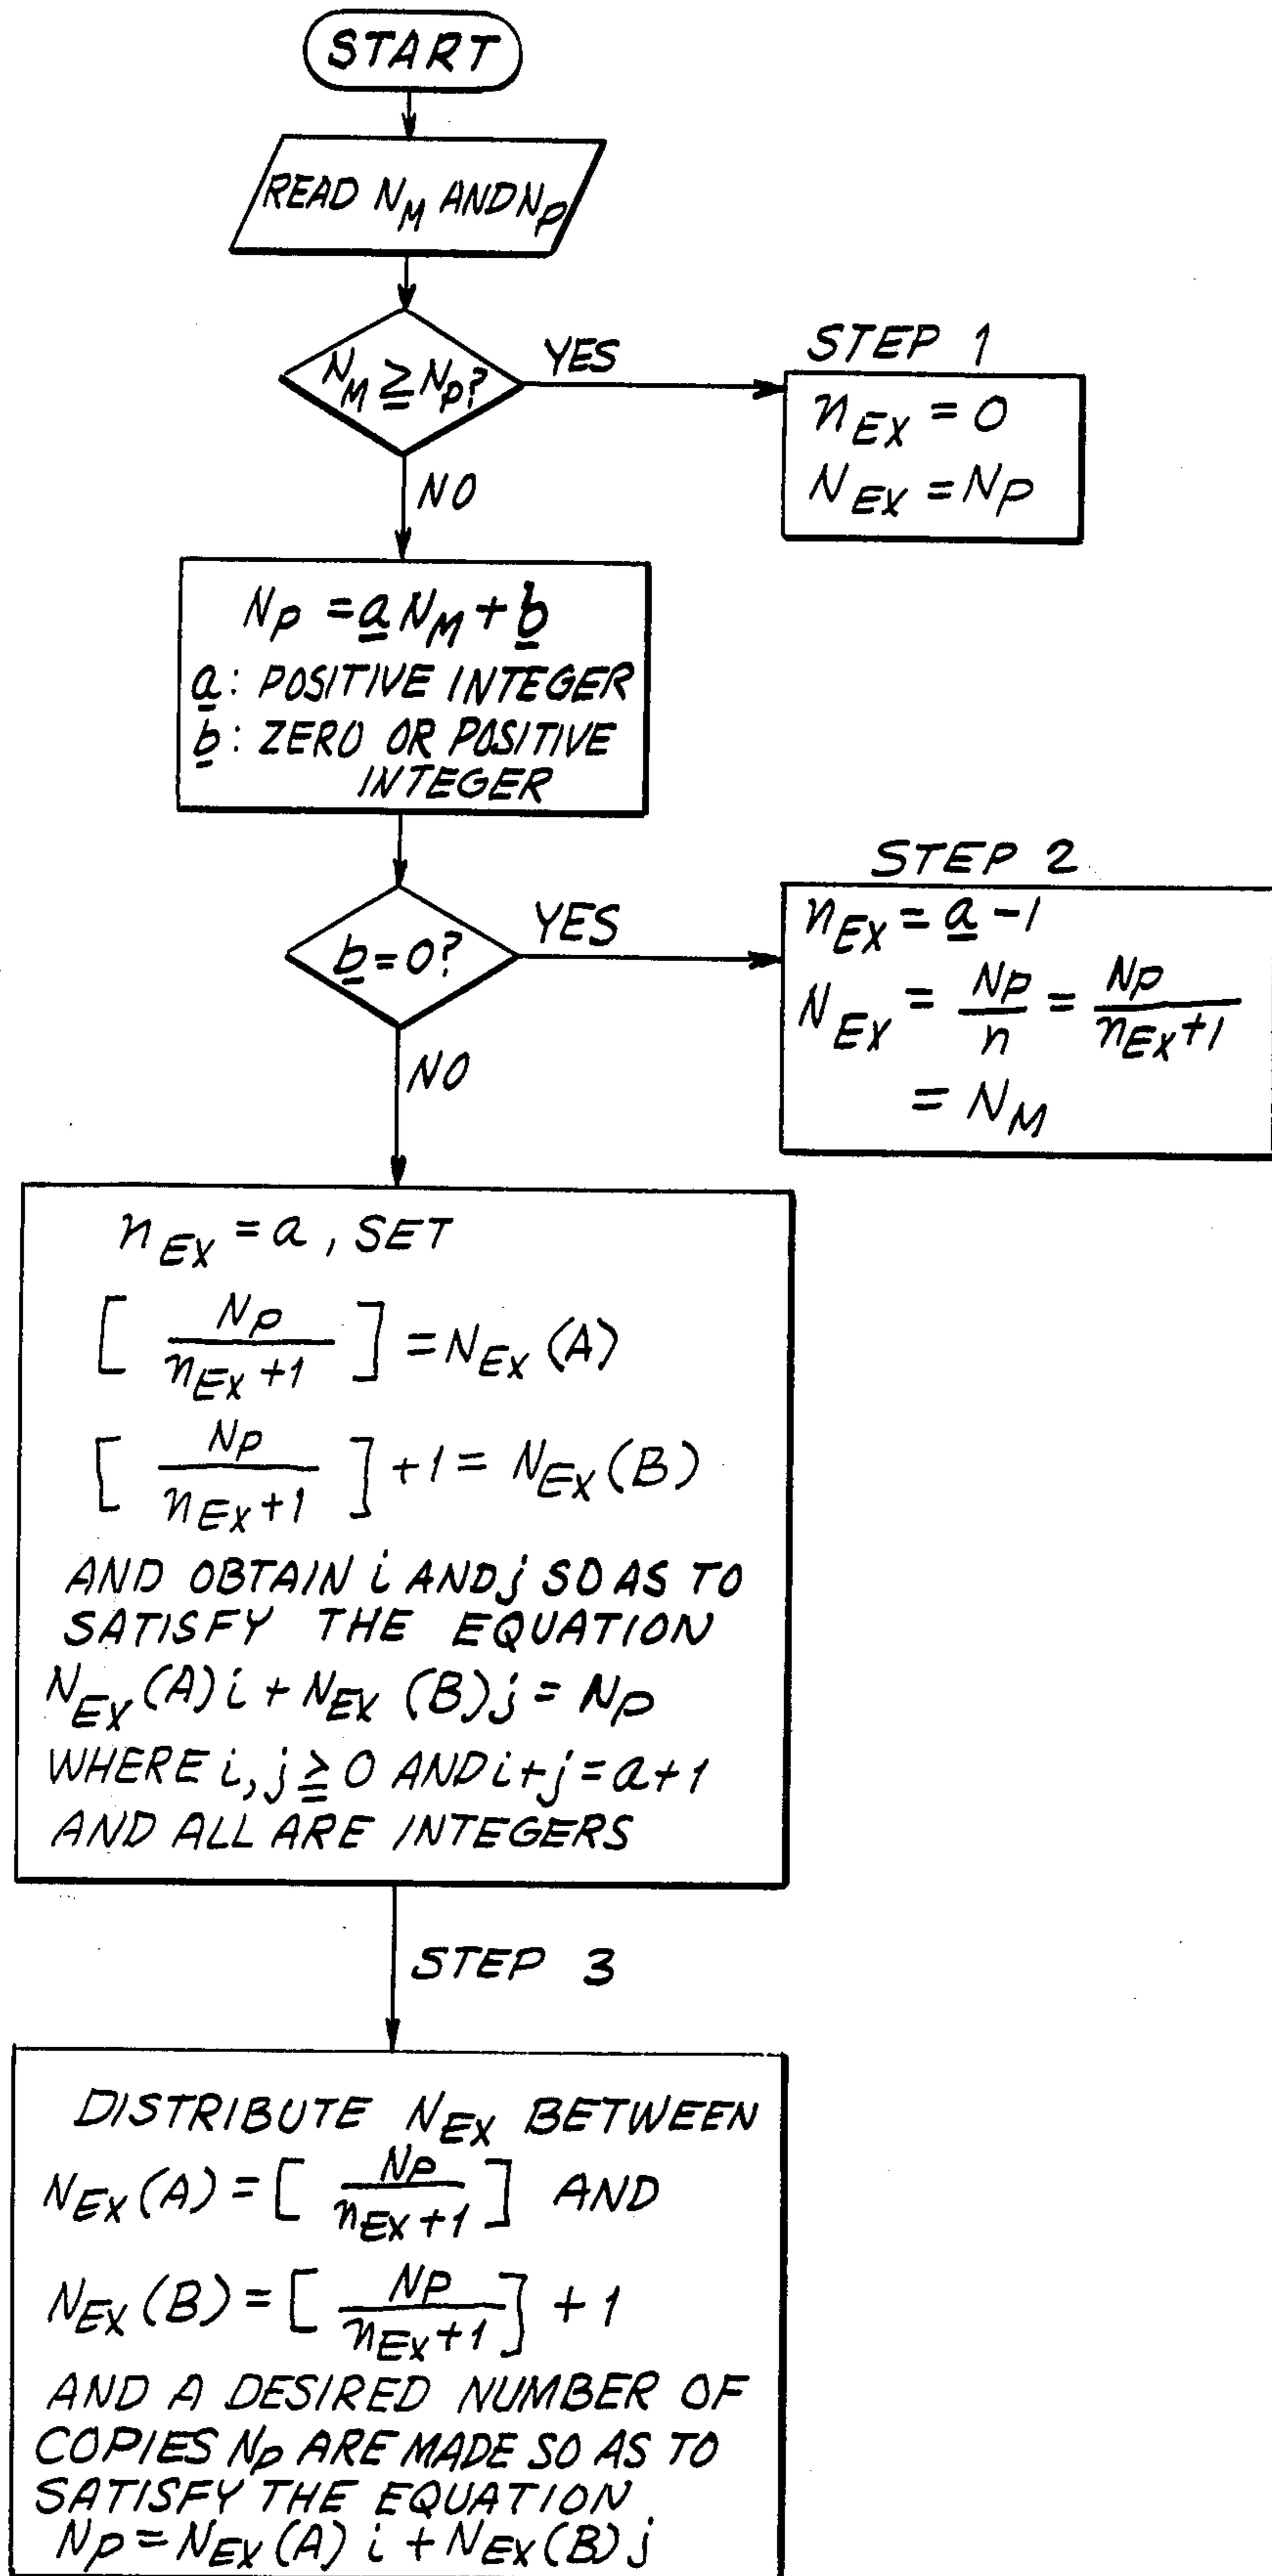 START
READ N_M AND N_P
N_M ≧ N_P?
YES
STEP 1
n_EX = 0
N_EX = N_P
NO
N_P = a N_M + b
a: POSITIVE INTEGER
b: ZERO OR POSITIVE
INTEGER
b = 0?
YES
STEP 2
n_EX = a - 1
N_EX = N_P / n = N_P / n_EX + 1
= N_M
NO
n_EX = a, SET
[ N_P / n_EX + 1 ] = N_EX (A)
[ N_P / n_EX + 1 ] + 1 = N_EX (B)
AND OBTAIN i AND j SO AS TO
SATISFY THE EQUATION
N_EX (A) i + N_EX (B) j = N_P
WHERE i, j ≧ 0 AND i + j = a + 1
AND ALL ARE INTEGERS
STEP 3
DISTRIBUTE N_EX BETWEEN
N_EX (A) = [ N_P / n_EX + 1 ] AND
N_EX (B) = [ N_P / n_EX + 1 ] + 1
AND A DESIRED NUMBER OF
COPIES N_P ARE MADE SO AS TO
SATISFY THE EQUATION
N_P = N_EX (A) i + N_EX (B) j